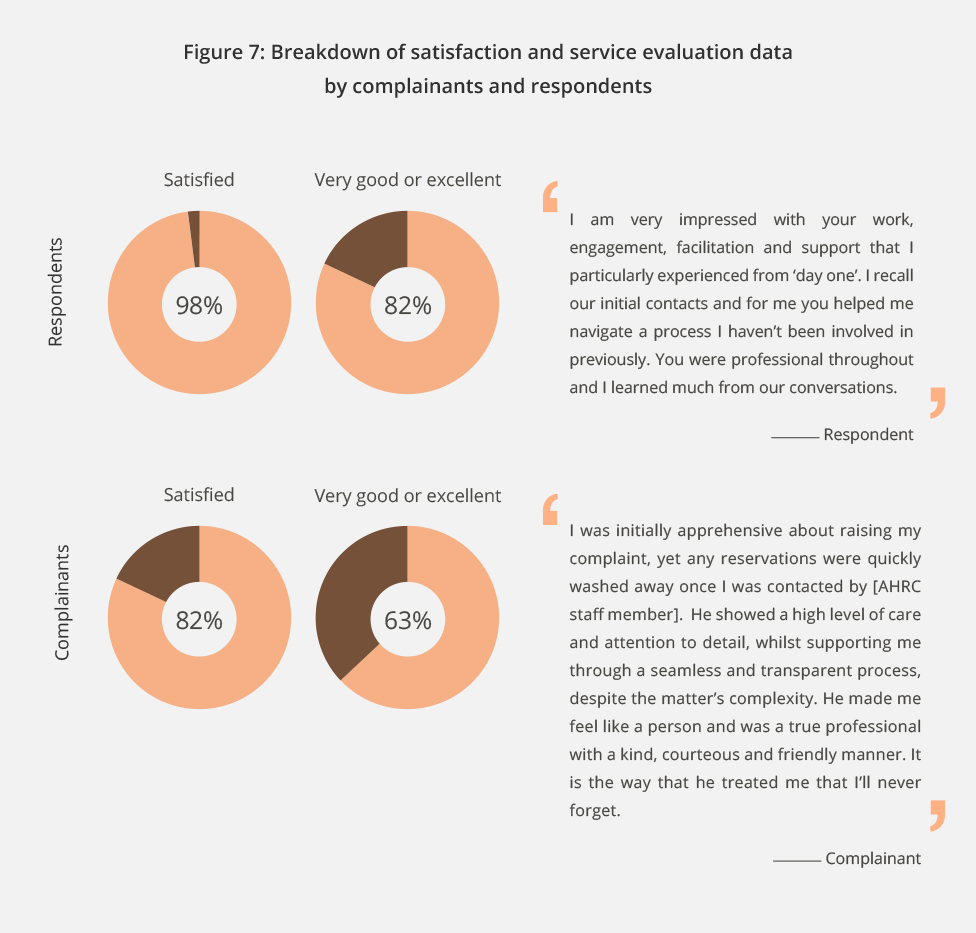 Figure 7: Breakdown of satisfaction and service evaluation data
by complainants and respondents
Respondents
Satisfied
98%
Very good or excellent
82%
‘
I am very impressed with your work,
engagement, facilitation and support that I
particularly experienced from ‘day one’. I recall
our initial contacts and for me you helped me
navigate a process I haven’t been involved in
previously. You were professional throughout
and I learned much from our conversations.
’
Respondent
Complainants
Satisfied
82%
Very good or excellent
63%
‘
I was initially apprehensive about raising my
complaint, yet any reservations were quickly
washed away once I was contacted by [AHRC
staff member]. He showed a high level of care
and attention to detail, whilst supporting me
through a seamless and transparent process,
despite the matter’s complexity. He made me
feel like a person and was a true professional
with a kind, courteous and friendly manner. It
is the way that he treated me that I’ll never
forget.
’
Complainant